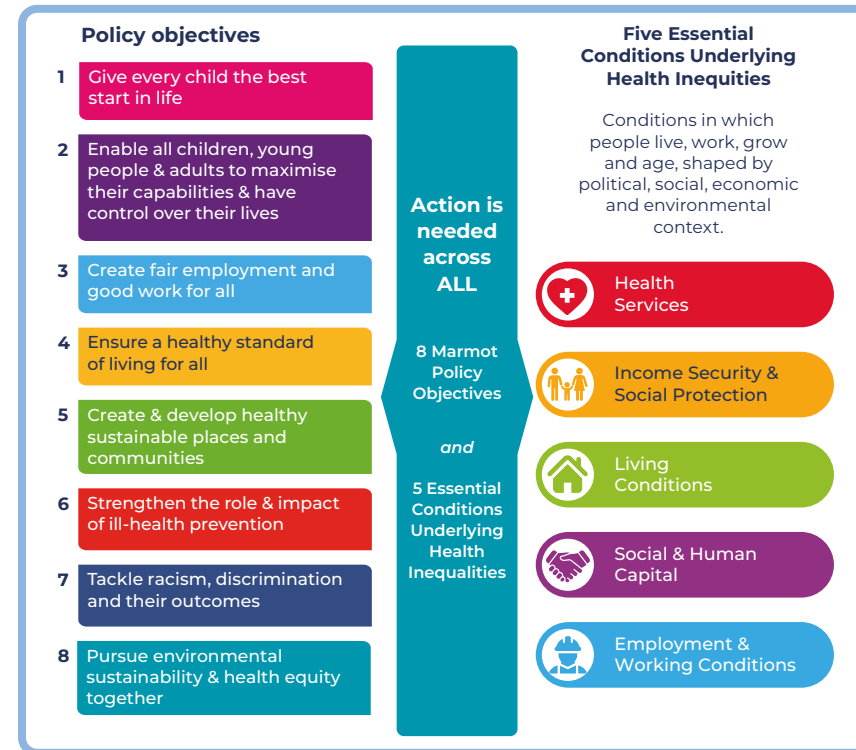 Policy objectives
1
Give every child the best
start in life
2
Enable all children, young
people & adults to maximise
their capabilities & have
control over their lives
3
Create fair employment and
good work for all
4
Ensure a healthy standard
of living for all
5
Create & develop healthy
sustainable places and
communities
6
Strengthen the role & impact
of ill-health prevention
7
Tackle racism, discrimination
and their outcomes
8
Pursue environmental
sustainability & health equity
together
Action is
needed
across
ALL
8 Marmot
Policy
Objectives
and
5 Essential
Conditions
Underlying
Health
Inequalities
Five Essential
Conditions Underlying
Health Inequities
Conditions in which
people live, work, grow
and age, shaped by
political, social, economic
and environmental
context.
Health
Services
Income Security &
Social Protection
Living
Conditions
Social & Human
Capital
Employment &
Working Conditions